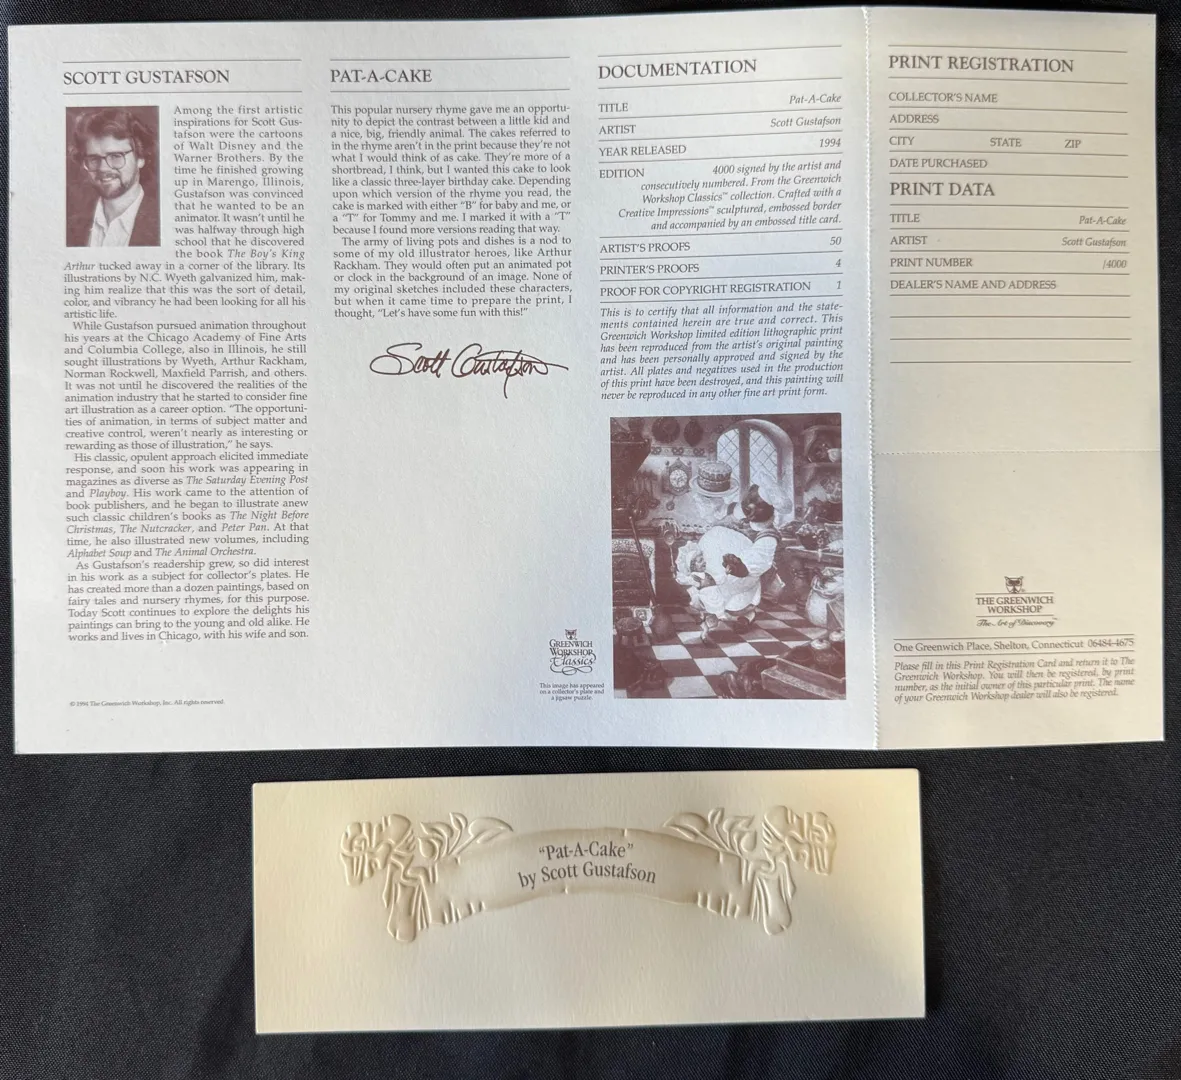 SCOTT GUSTAFSON
Among the first artistic
inspirations for Scott Gus-
tafson were the cartoons
of Walt Disney and the
Warner Brothers. By the
time he finished growing
up in Marengo, Illinois,
Gustafson was convinced
that he wanted to be an
animator. It wasn't until he
was halfway through high
school that he discovered
the book The Boy's King
Arthur tucked away in a corner of the library. Its
illustrations by N.C. Wyeth galvanized him, mak-
ing him realize that this was the sort of detail,
color, and vibrancy he had been looking for all his
artistic life.
While Gustafson pursued animation throughout
his years at the Chicago Academy of Fine Arts
and Columbia College, also in Illinois, he still
sought illustrations by Wyeth, Arthur Rackham,
Norman Rockwell, Maxfield Parrish, and others.
It was not until he discovered the realities of the
animation industry that he started to consider fine
art illustration as a career option. "The opportuni-
ties of animation, in terms of subject matter and
creative control, weren't nearly as interesting or
rewarding as those of illustration," he says.
His classic, opulent approach elicited immediate
response, and soon his work was appearing in
magazines as diverse as The Saturday Evening Post
and Playboy. His work came to the attention of
book publishers, and he began to illustrate anew
such classic children's books as The Night Before
Christmas, The Nutcracker, and Peter Pan. At that
time, he also illustrated new volumes, including
Alphabet Soup and The Animal Orchestra.
As Gustafson's readership grew, so did interest
in his work as a subject for collector's plates. He
has created more than a dozen paintings, based on
fairy tales and nursery rhymes, for this purpose.
Today Scott continues to explore the delights his
paintings can bring to the young and old alike. He
works and lives in Chicago, with his wife and son.
© 1994 The Greenwich Workshop, Inc. All rights reserved
PAT-A-CAKE
This popular nursery rhyme gave me an opportu-
nity to depict the contrast between a little kid and
a nice, big, friendly animal. The cakes referred to
in the rhyme aren't in the print because they're not
what I would think of as cake. They're more of a
shortbread, I think, but I wanted this cake to look
like a classic three-layer birthday cake. Depending
upon which version of the rhyme you read, the
cake is marked with either "B" for baby and me, or
a "T" for Tommy and me. I marked it with a "T"
because I found more versions reading that way.
The army of living pots and dishes is a nod to
some of my old illustrator heroes, like Arthur
Rackham. They would often put an animated pot
or clock in the background of an image. None of
my original sketches included these characters,
but when it came time to prepare the print, I
thought, "Let's have some fun with this!"
Scott Gustafson
GREENWICH
WORKSHOP
Classics
This image has appeared
on a collector's plate and
a jigsaw puzzle.
DOCUMENTATION
TITLE Pat-A-Cake
ARTIST Scott Gustafson
YEAR RELEASED 1994
EDITION 4000 signed by the artist and
consecutively numbered. From the Greenwich
Workshop Classics™ collection. Crafted with a
Creative Impressions™ sculptured, embossed border
and accompanied by an embossed title card.
ARTIST'S PROOFS 50
PRINTER'S PROOFS 4
PROOF FOR COPYRIGHT REGISTRATION 1
This is to certify that all information and the state-
ments contained herein are true and correct. This
Greenwich Workshop limited edition lithographic print
has been reproduced from the artist's original painting
and has been personally approved and signed by the
artist. All plates and negatives used in the production
of this print have been destroyed, and this painting will
never be reproduced in any other fine art print form.
PRINT REGISTRATION
COLLECTOR'S NAME
ADDRESS
CITY STATE ZIP
DATE PURCHASED
PRINT DATA
TITLE Pat-A-Cake
ARTIST Scott Gustafson
PRINT NUMBER /4000
DEALER'S NAME AND ADDRESS
THE GREENWICH
WORKSHOP
The Art of Discovery
One Greenwich Place, Shelton, Connecticut 06484-4675
Please fill in this Print Registration Card and return it to The
Greenwich Workshop. You will then be registered, by print
number, as the initial owner of this particular print. The name
of your Greenwich Workshop dealer will also be registered.
"Pat-A-Cake"
by Scott Gustafson